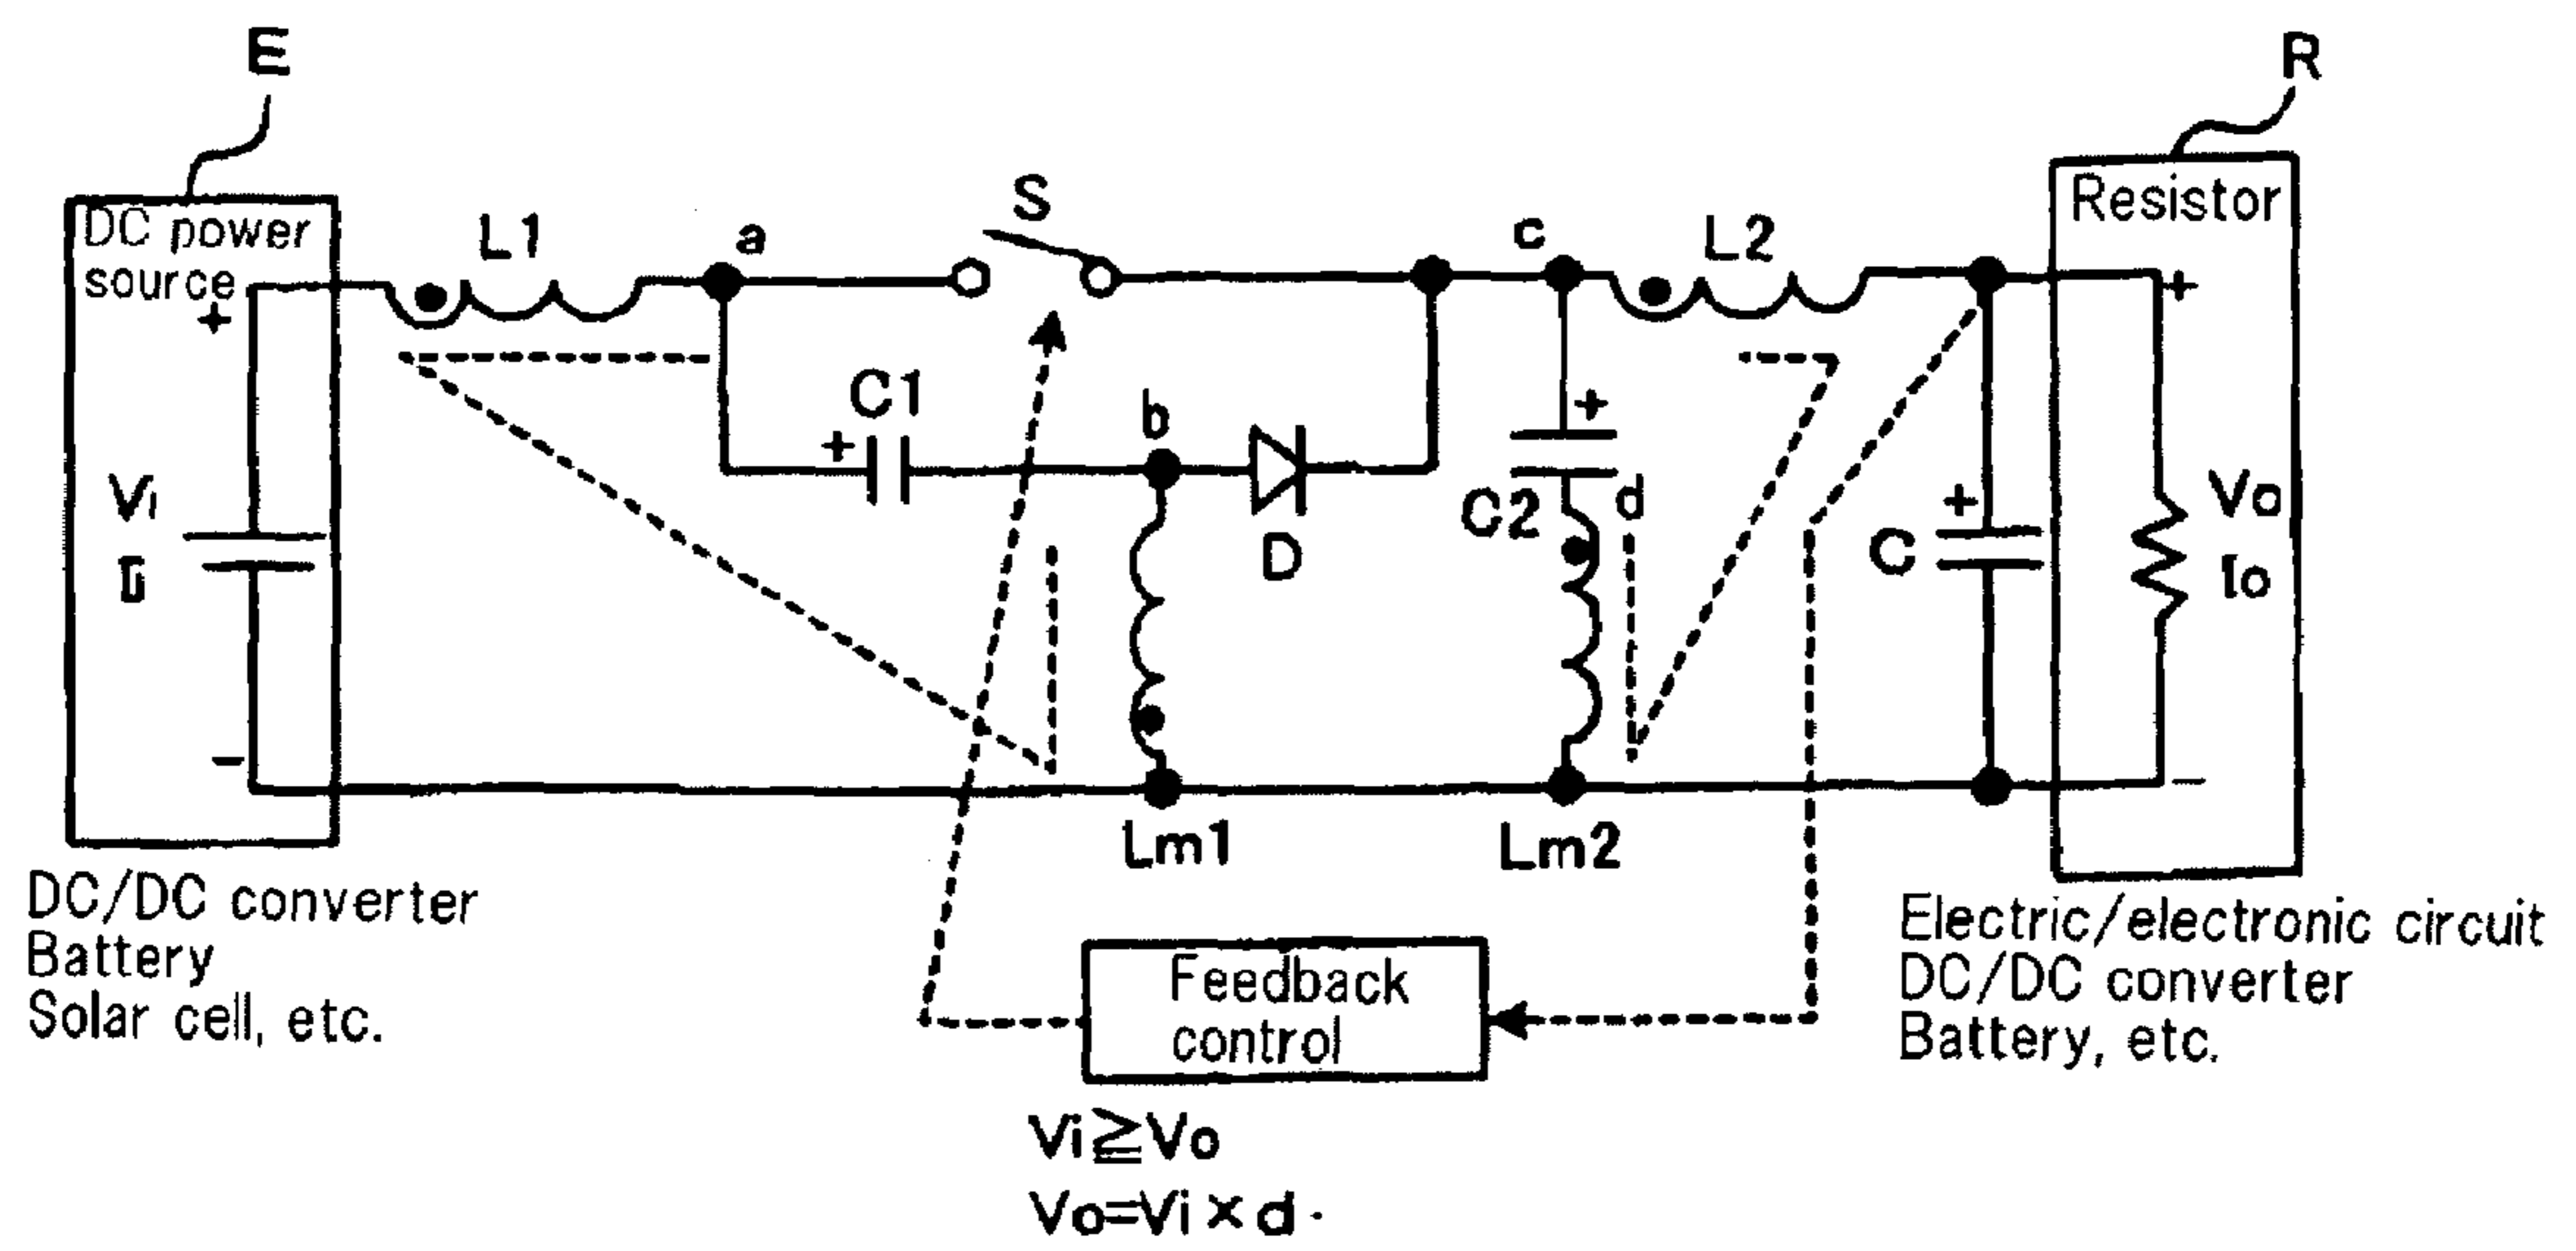 E
R
DC power
source
+
L1
a
S
c
L2
Resistor
+
C1
+
b
+
C2
d
D
Vi
Ii
+
C
Vo
Io
−
−
Lm1
Lm2
DC/DC converter
Battery
Solar cell, etc.
Feedback
control
Electric/electronic circuit
DC/DC converter
Battery, etc.
Vi≧Vo
Vo=Vi×d